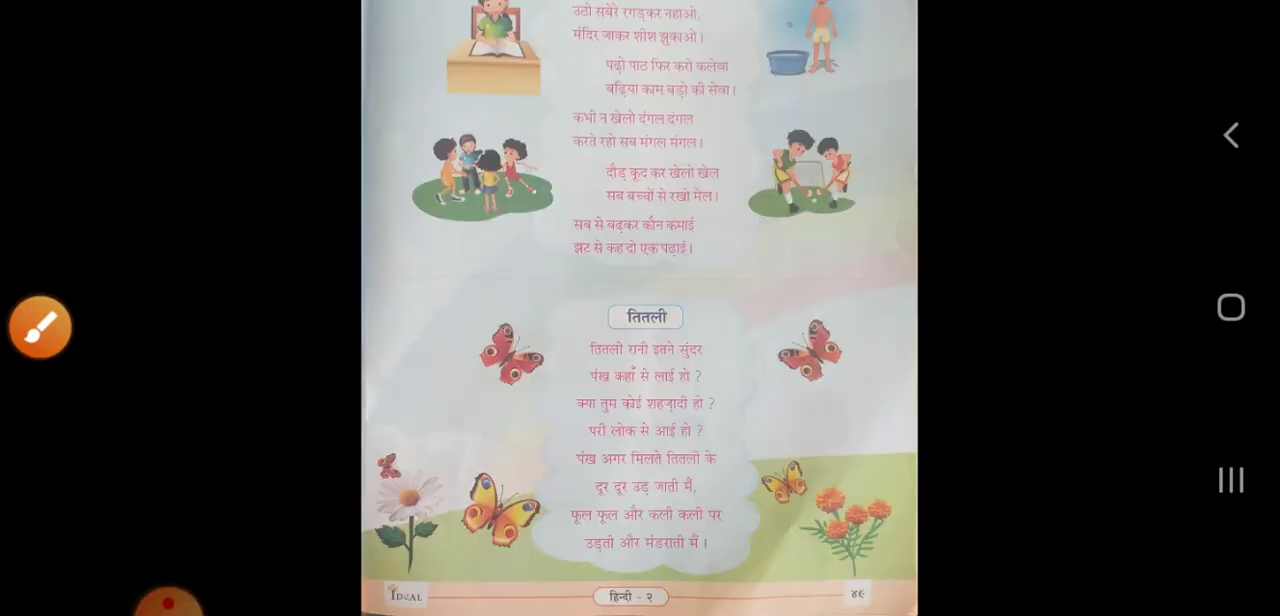 उठो सबेरे रगड़कर नहाओ,
मंदिर जाकर शीश झुकाओ।
पढ़ो पाठ फिर करो कलेवा
बढ़िया काम बड़ो की सेवा।
कभी न खेलो दंगल दंगल
करते रहो सब मंगल मंगल।
दौड़ कूद कर खेलो खेल
सब बच्चों से रखो मेल।
सब से बढ़कर कौन कमाई
झट से कह दो एक पढ़ाई।
तितली
तितली रानी इतने सुंदर
पंख कहाँ से लाई हो ?
क्या तुम कोई शहज़ादी हो ?
परी लोक से आई हो ?
पंख अगर मिलते तितली के
दूर दूर उड़ जाती मैं,
फूल फूल और कली कली पर
उड़ती और मंडराती मैं।
IDEAL
हिन्दी - २
४९